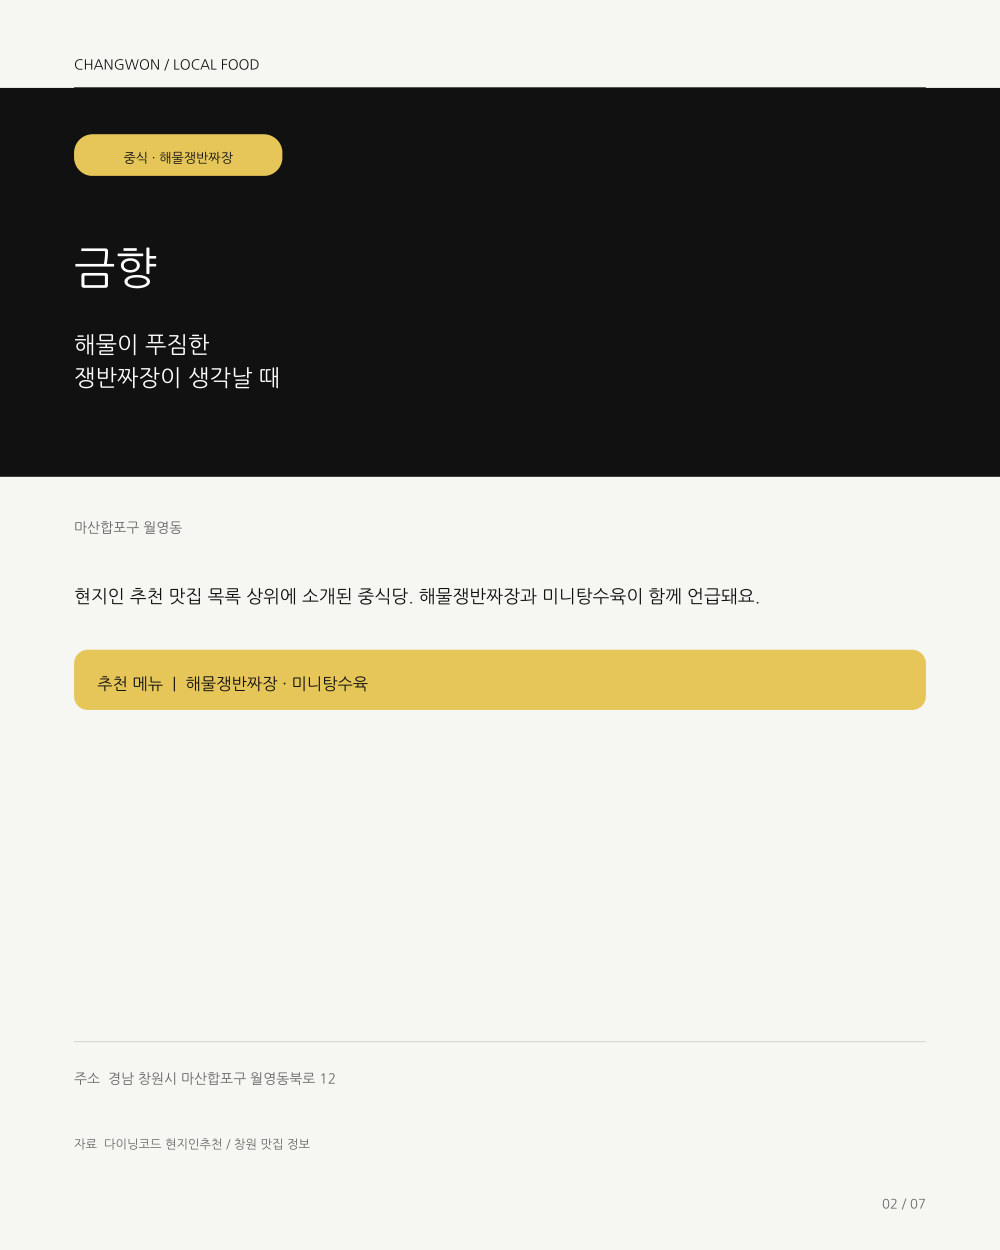 CHANGWON / LOCAL FOOD
중식 · 해물쟁반짜장
금향
해물이 푸짐한
쟁반짜장이 생각날 때
마산합포구 월영동
현지인 추천 맛집 목록 상위에 소개된 중식당. 해물쟁반짜장과 미니탕수육이 함께 언급돼요.
추천 메뉴 | 해물쟁반짜장 · 미니탕수육
주소 경남 창원시 마산합포구 월영동북로 12
자료 다이닝코드 현지인추천 / 창원 맛집 정보
02 / 07